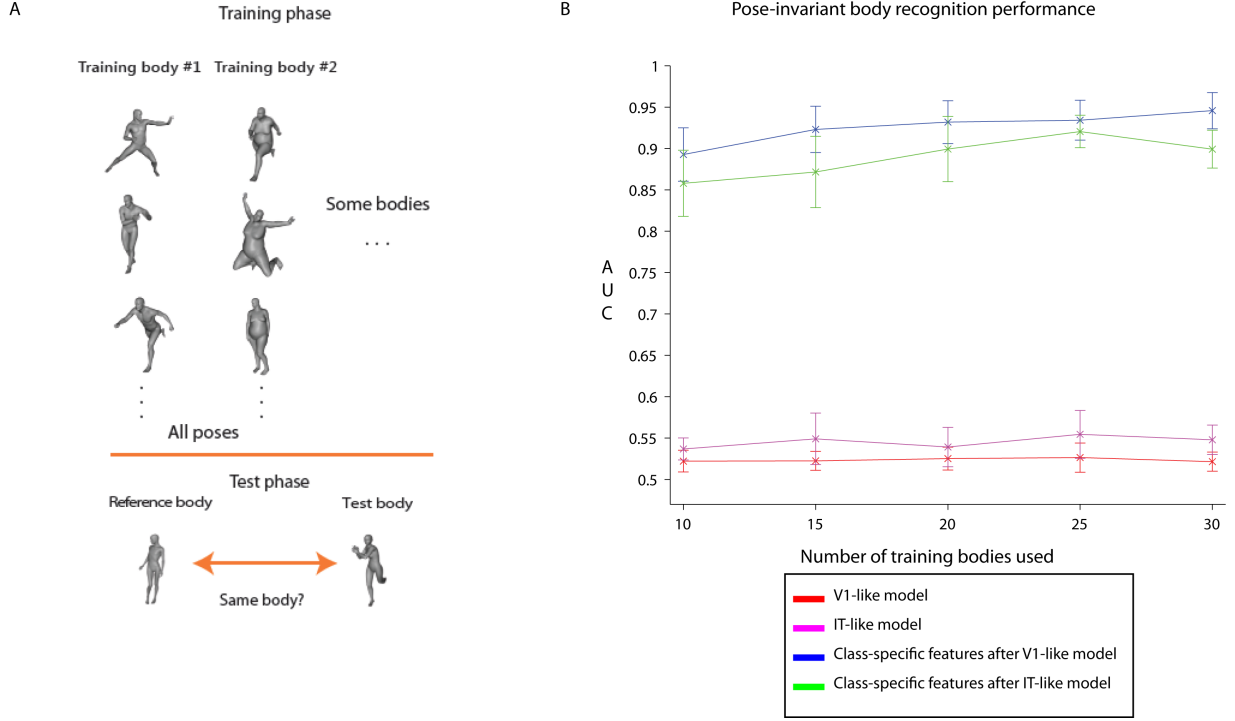 A
Training phase
Training body #1 Training body #2
Some bodies
. . .
All poses
Test phase
Reference body
Test body
Same body?
B
Pose-invariant body recognition performance
1
0.95
0.9
0.85
0.8
0.75
0.7
0.65
0.6
0.55
0.5
A
U
C
10 15 20 25 30
Number of training bodies used
V1-like model
IT-like model
Class-specific features after V1-like model
Class-specific features after IT-like model